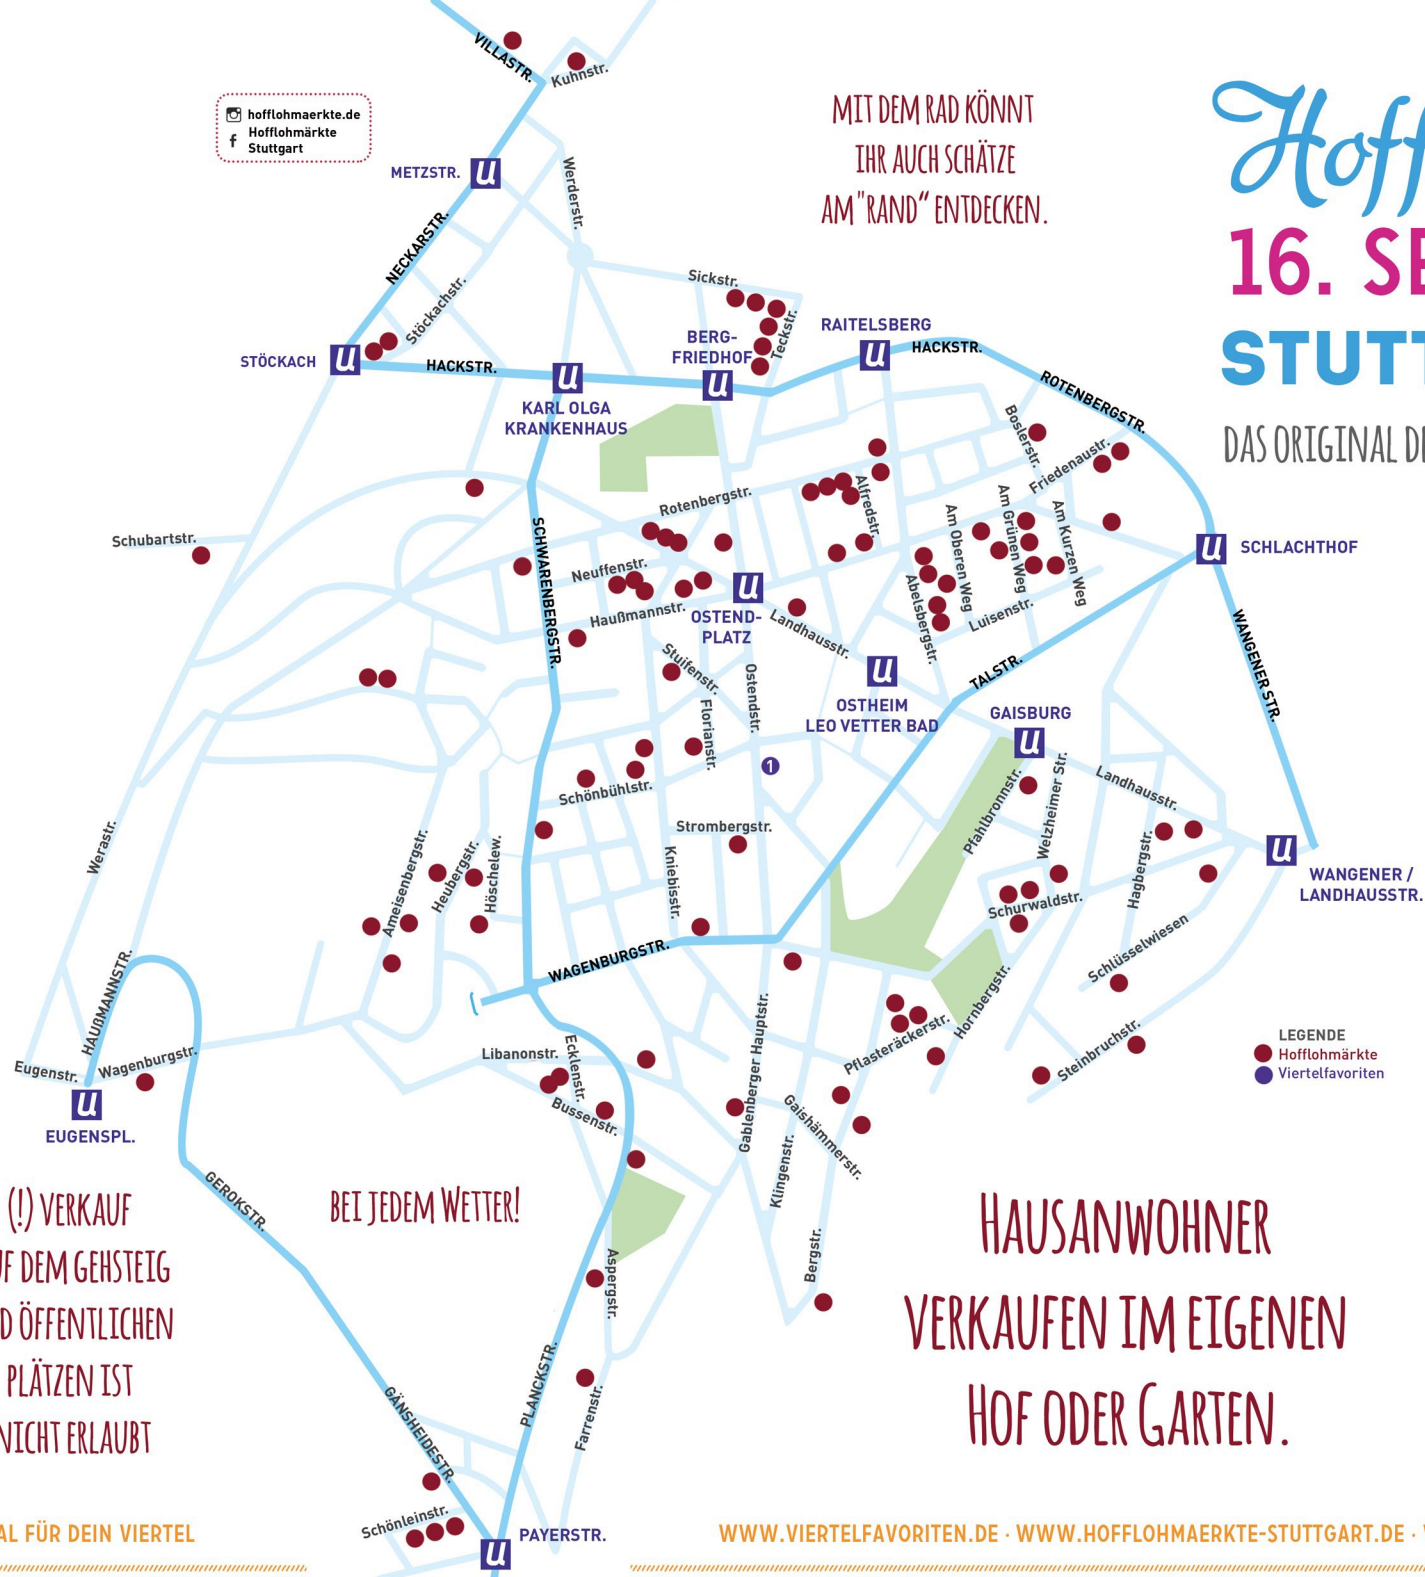 VILLASTR.
Kuhnstr.
hofflohmaerkte.de
Hofflohmärkte
Stuttgart
MIT DEM RAD KÖNNT
IHR AUCH SCHÄTZE
AM "RAND“ ENTDECKEN.
Hoff
16. SE
STUTT
DAS ORIGINAL DE
METZSTR.
Werderstr.
NECKARSTR.
Stöckachstr.
Sickstr.
Teckstr.
BERG-
FRIEDHOF
RAITELSBERG
HACKSTR.
STÖCKACH
HACKSTR.
KARL OLGA
KRANKENHAUS
ROTENBERGSTR.
Boslerstr.
Friedenaustr.
Rotenbergstr.
Alfredstr.
Am Oberen Weg
Am Grünen Weg
Am Kurzen Weg
Schubartstr.
SCHWARENBERGSTR.
Neuffenstr.
Haußmannstr.
OSTEND-
PLATZ
Landhausstr.
Abelsbergstr.
Luisenstr.
SCHLACHTHOF
WANGENER STR.
Stuifenstr.
Ostendstr.
Florianstr.
OSTHEIM
LEO VETTER BAD
TALSTR.
GAISBURG
1
Schönbühlstr.
Pfahlbronnstr.
Welzheimer Str.
Landhausstr.
Werastr.
Strombergstr.
Ameisenbergstr.
Heubergstr.
Höschelew.
Kniebisstr.
Schurwaldstr.
Hagbergstr.
WANGENER /
LANDHAUSSTR.
Schlüsselwiesen
WAGENBURGSTR.
HAUßMANNSTR.
Hornbergstr.
Pflasteräckerstr.
Steinbruchstr.
LEGENDE
Hofflohmärkte
Viertelfavoriten
Eugenstr.
Wagenburgstr.
EUGENSPL.
Libanonstr.
Ecklenstr.
Bussenstr.
Gablenberger Hauptstr.
Gaishämmerstr.
Klingenstr.
Bergstr.
(!) VERKAUF
UF DEM GEHSTEIG
D ÖFFENTLICHEN
PLÄTZEN IST
NICHT ERLAUBT
GEROKSTR.
BEI JEDEM WETTER!
HAUSANWOHNER
VERKAUFEN IM EIGENEN
HOF ODER GARTEN.
Aspergstr.
PLANCKSTR.
Farrenstr.
GÄNSHEIDESTR.
Schönleinstr.
PAYERSTR.
AL FÜR DEIN VIERTEL
WWW.VIERTELFAVORITEN.DE · WWW.HOFFLOHMAERKTE-STUTTGART.DE ·